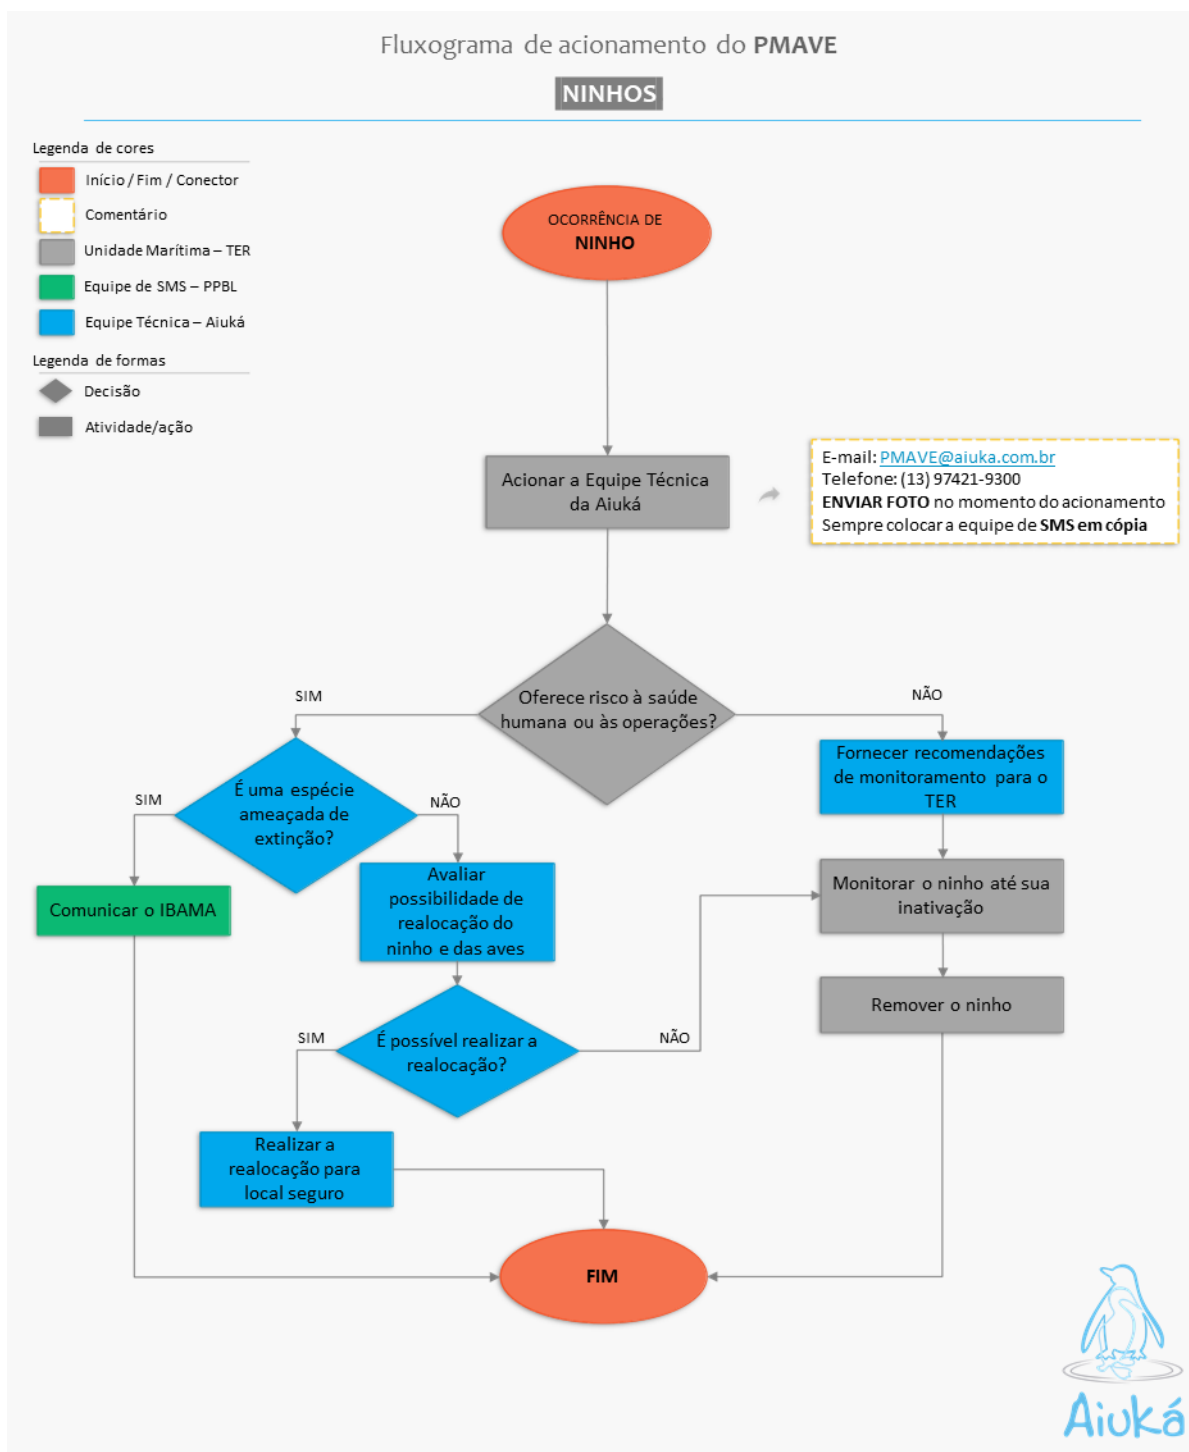 Fluxograma de acionamento do PMAVE
NINHOS
Legenda de cores
Início / Fim / Conector
Comentário
Unidade Marítima – TER
Equipe de SMS – PPBL
Equipe Técnica – Aiuká
Legenda de formas
Decisão
Atividade/ação
OCORRÊNCIA DE
NINHO
Acionar a Equipe Técnica
da Aiuká
E-mail: PMAVE@aiuka.com.br
Telefone: (13) 97421-9300
ENVIAR FOTO no momento do acionamento
Sempre colocar a equipe de SMS em cópia
Oferece risco à saúde
humana ou às operações?
SIM
NÃO
É uma espécie
ameaçada de
extinção?
SIM
NÃO
Fornecer recomendações
de monitoramento para o
TER
Comunicar o IBAMA
Avaliar
possibilidade de
realocação do
ninho e das aves
Monitorar o ninho até sua
inativação
Remover o ninho
É possível realizar a
realocação?
SIM
NÃO
Realizar a
realocação para
local seguro
FIM
Aiuká